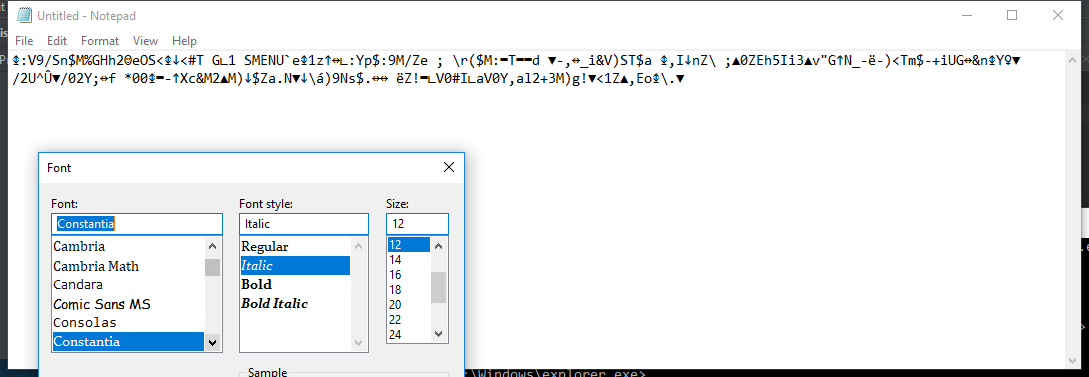 Untitled - Notepad
File Edit Format View Help
⇕:V9/Sn$M%GHh2ΘeOS<⇕↓<#T G∟1 SMENU`e⇕1z↑↔∟:Yp$:9M/Ze ; \r($M:═T══d ▼-,↔_i&V)ST$a ⇕,I↓nZ\ ;▲0ZEh5Ii3▲v"G↑N_-ë-)<Tm$-+iUG↔&n⇕Y♀▼
/2U^Û▼/02Y;↔f *00⇕═-↑Xc&M2▲M)↓$Za.N▼↓\á)9Ns$.↔↔ ëZ!═∟V0#I∟aV0Y,al2+3M)g!▼<1Z▲,Eo⇕\.▼
Font
Font:
Font style:
Size:
Constantia
Italic
12
Cambria
Cambria Math
Candara
Comic Sans MS
Consolas
Constantia
Regular
Italic
Bold
Bold Italic
12
14
16
18
20
22
24
Sample
:\Windows\explorer.exe>